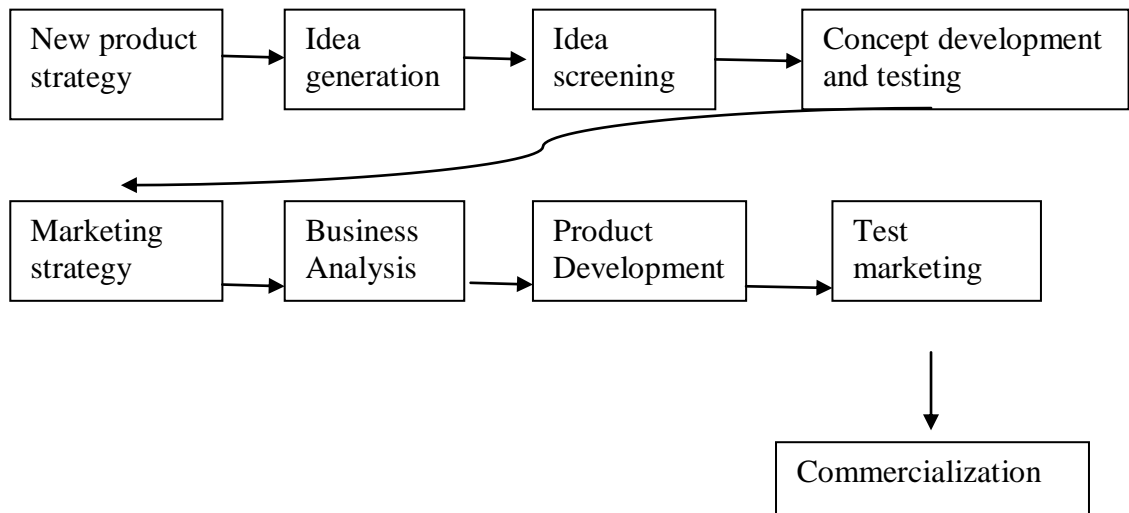 New product
strategy
Idea
generation
Idea
screening
Concept development
and testing
Marketing
strategy
Business
Analysis
Product
Development
Test
marketing
Commercialization